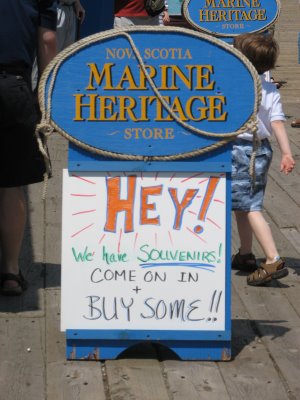 NOVA SCOTIA
MARINE
HERITAGE
~ STORE ~
HEY!
We have SOUVENIRS!
COME ON IN
+
BUY SOME!!
MARINE
HERITAGE
STORE